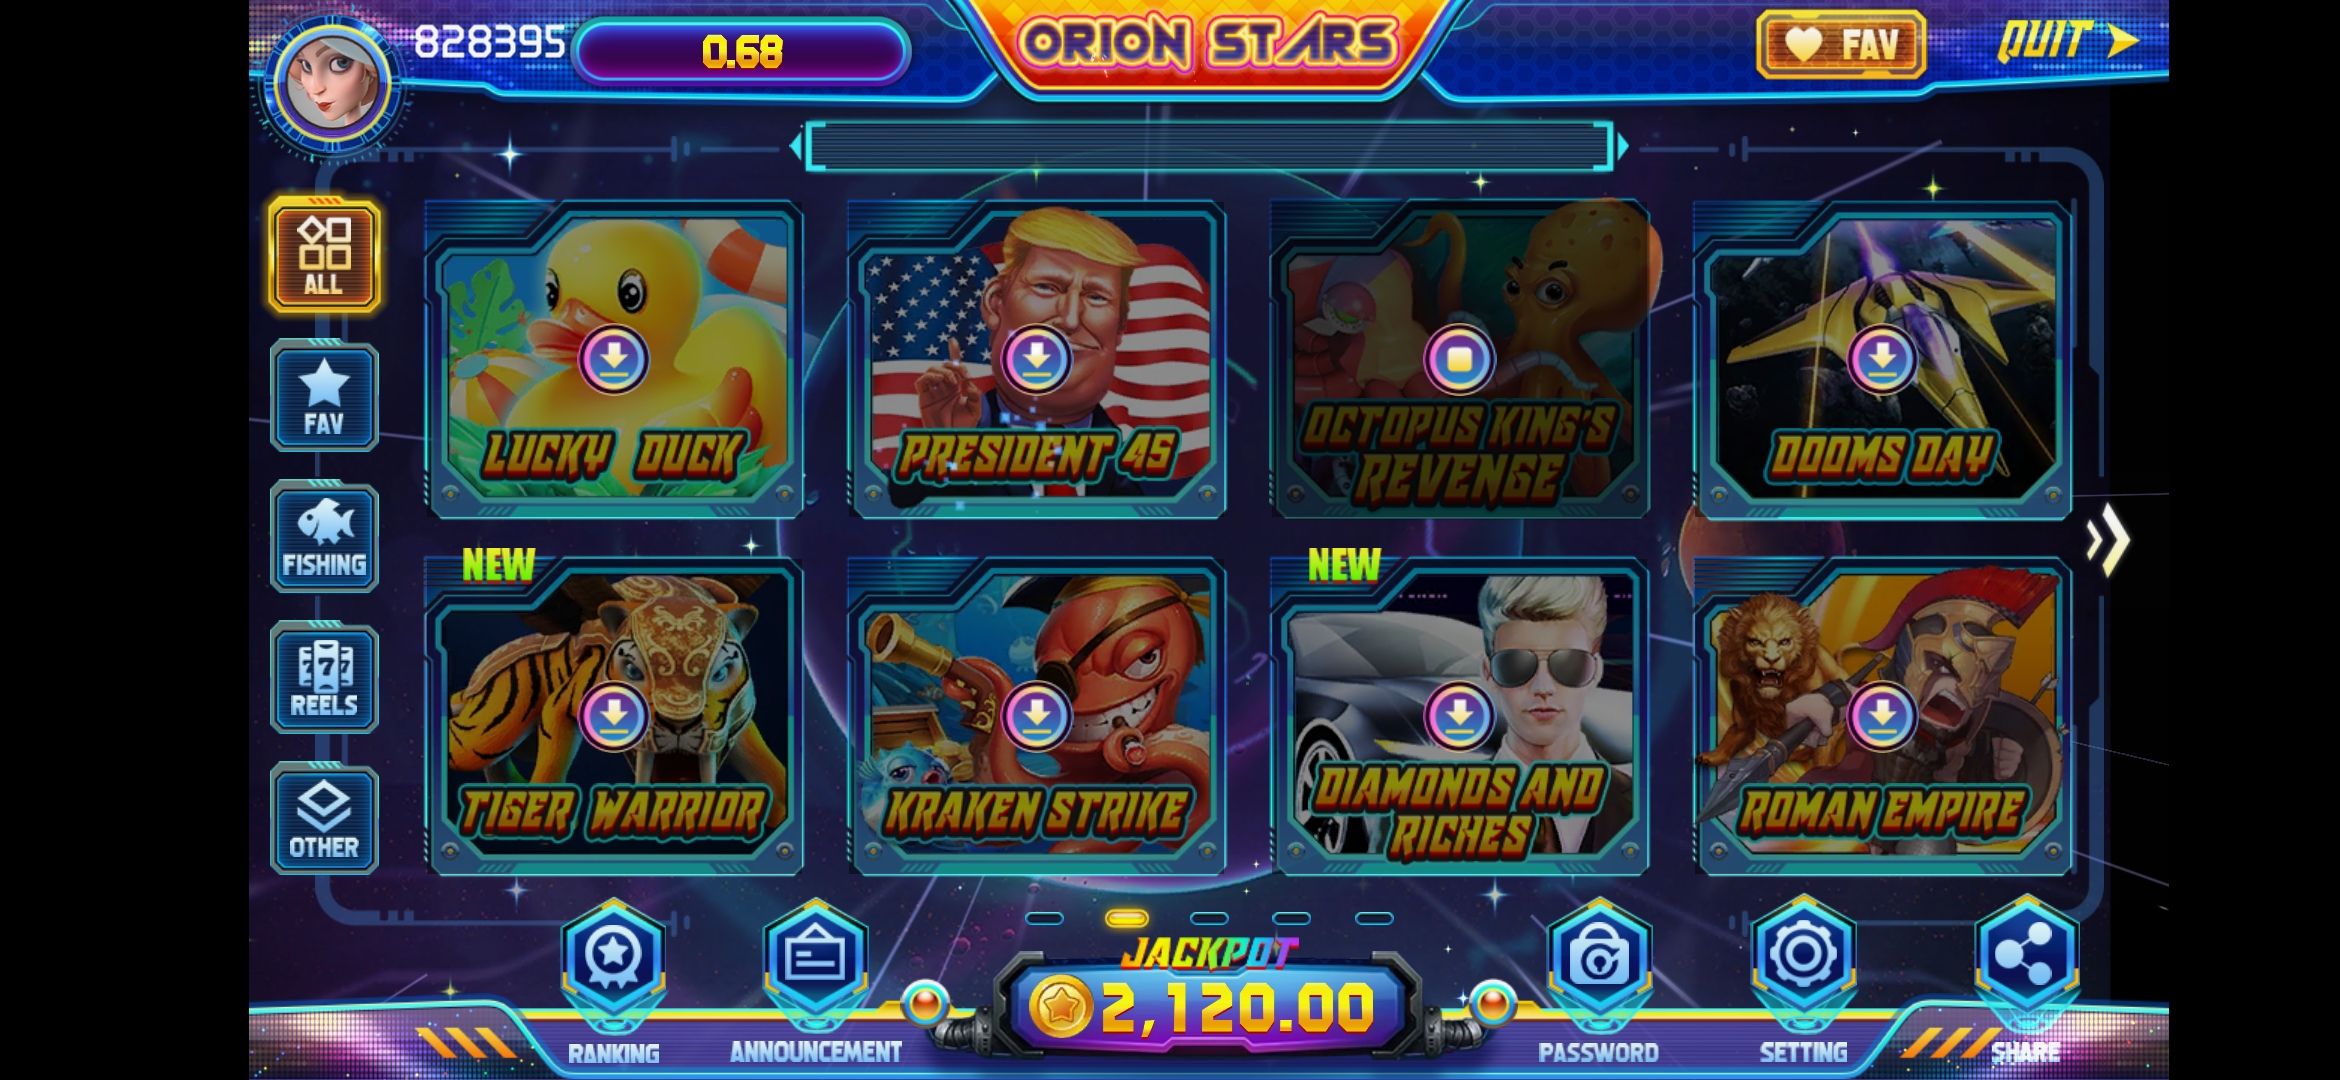 828395
0.68
ORION STARS
FAV
QUIT
ALL
FAV
FISHING
777
REELS
OTHER
LUCKY DUCK
PRESIDENT 45
OCTOPUS KING'S
REVENGE
DOOMS DAY
NEW
TIGER WARRIOR
KRAKEN STRIKE
NEW
DIAMONDS AND
RICHES
ROMAN EMPIRE
JACKPOT
2,120.00
RANKING
ANNOUNCEMENT
PASSWORD
SETTING
SHARE